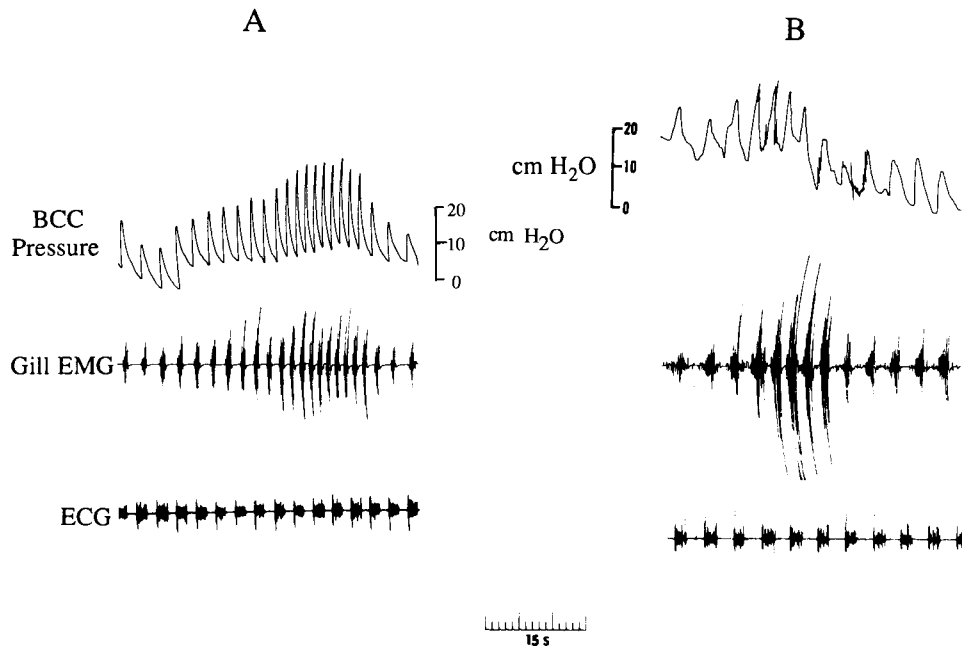 A
B
BCC
Pressure
20
10
0
cm H₂O
cm H₂O
20
10
0
Gill EMG
ECG
15 s